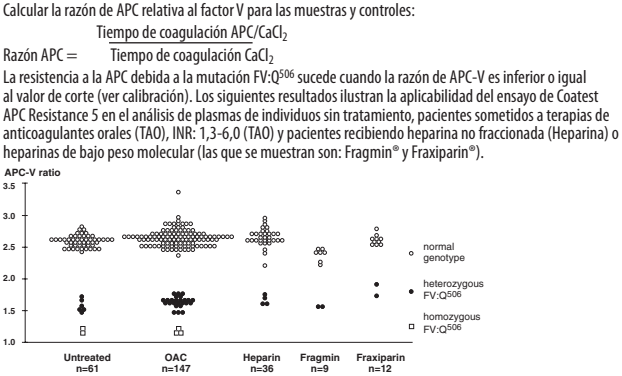 Calcular la razón de APC relativa al factor V para las muestras y controles:
Tiempo de coagulación APC/CaCl₂
Razón APC = Tiempo de coagulación CaCl₂
La resistencia a la APC debida a la mutación FV:Q⁵⁰⁶ sucede cuando la razón de APC-V es inferior o igual
al valor de corte (ver calibración). Los siguientes resultados ilustran la aplicabilidad del ensayo de Coatest
APC Resistance 5 en el análisis de plasmas de individuos sin tratamiento, pacientes sometidos a terapias de
anticoagulantes orales (TAO), INR: 1,3-6,0 (TAO) y pacientes recibiendo heparina no fraccionada (Heparina) o
heparinas de bajo peso molecular (las que se muestran son: Fragmin® y Fraxiparin®).
APC-V ratio
3.5
3.0
2.5
2.0
1.5
1.0
normal
genotype
heterozygous
FV:Q⁵⁰⁶
homozygous
FV:Q⁵⁰⁶
Untreated OAC Heparin Fragmin Fraxiparin
n=61 n=147 n=36 n=9 n=12